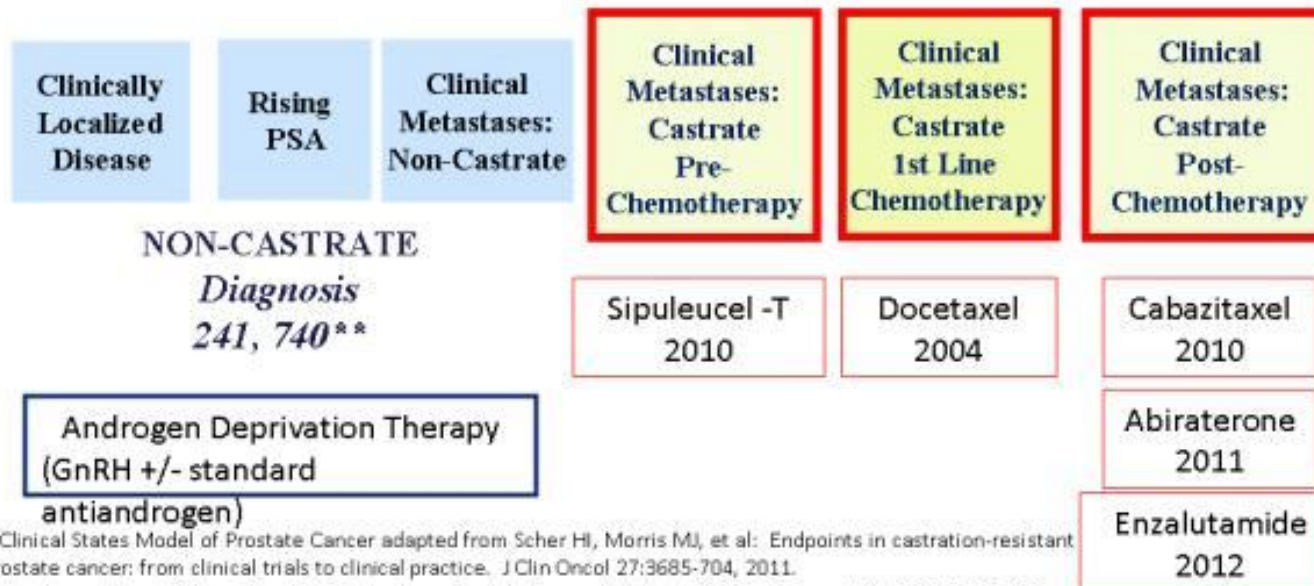 Clinically
Localized
Disease
Rising
PSA
Clinical
Metastases:
Non-Castrate
Clinical
Metastases:
Castrate
Pre-
Chemotherapy
Clinical
Metastases:
Castrate
1st Line
Chemotherapy
Clinical
Metastases:
Castrate
Post-
Chemotherapy
NON-CASTRATE
Diagnosis
241, 740**
Sipuleucel -T
2010
Docetaxel
2004
Cabazitaxel
2010
Androgen Deprivation Therapy
(GnRH +/- standard
antiandrogen)
Abiraterone
2011
Enzalutamide
2012
Clinical States Model of Prostate Cancer adapted from Scher HI, Morris MJ, et al: Endpoints in castration-resistant
ostate cancer: from clinical trials to clinical practice. J Clin Oncol 27:3685-704, 2011.